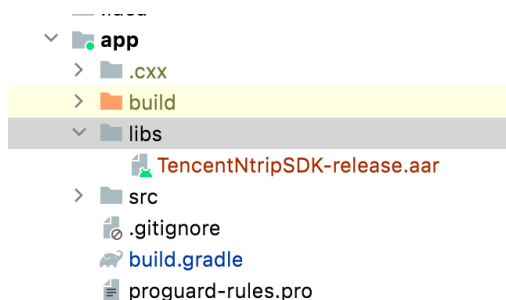 app
.cxx
build
libs
TencentNtripSDK-release.aar
src
.gitignore
build.gradle
proguard-rules.pro